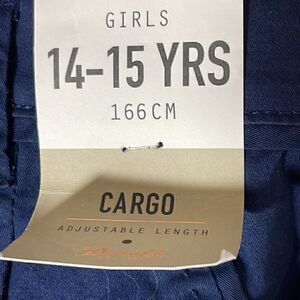 GIRLS
14-15 YRS
166CM
CARGO
ADJUSTABLE LENGTH